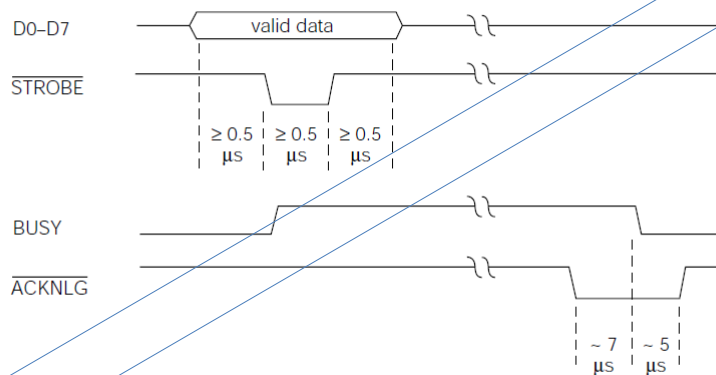 D0–D7
valid data
STROBE
≥ 0.5 ≥ 0.5 ≥ 0.5
μs μs μs
BUSY
ACKNLG
~ 7 ~ 5
μs μs